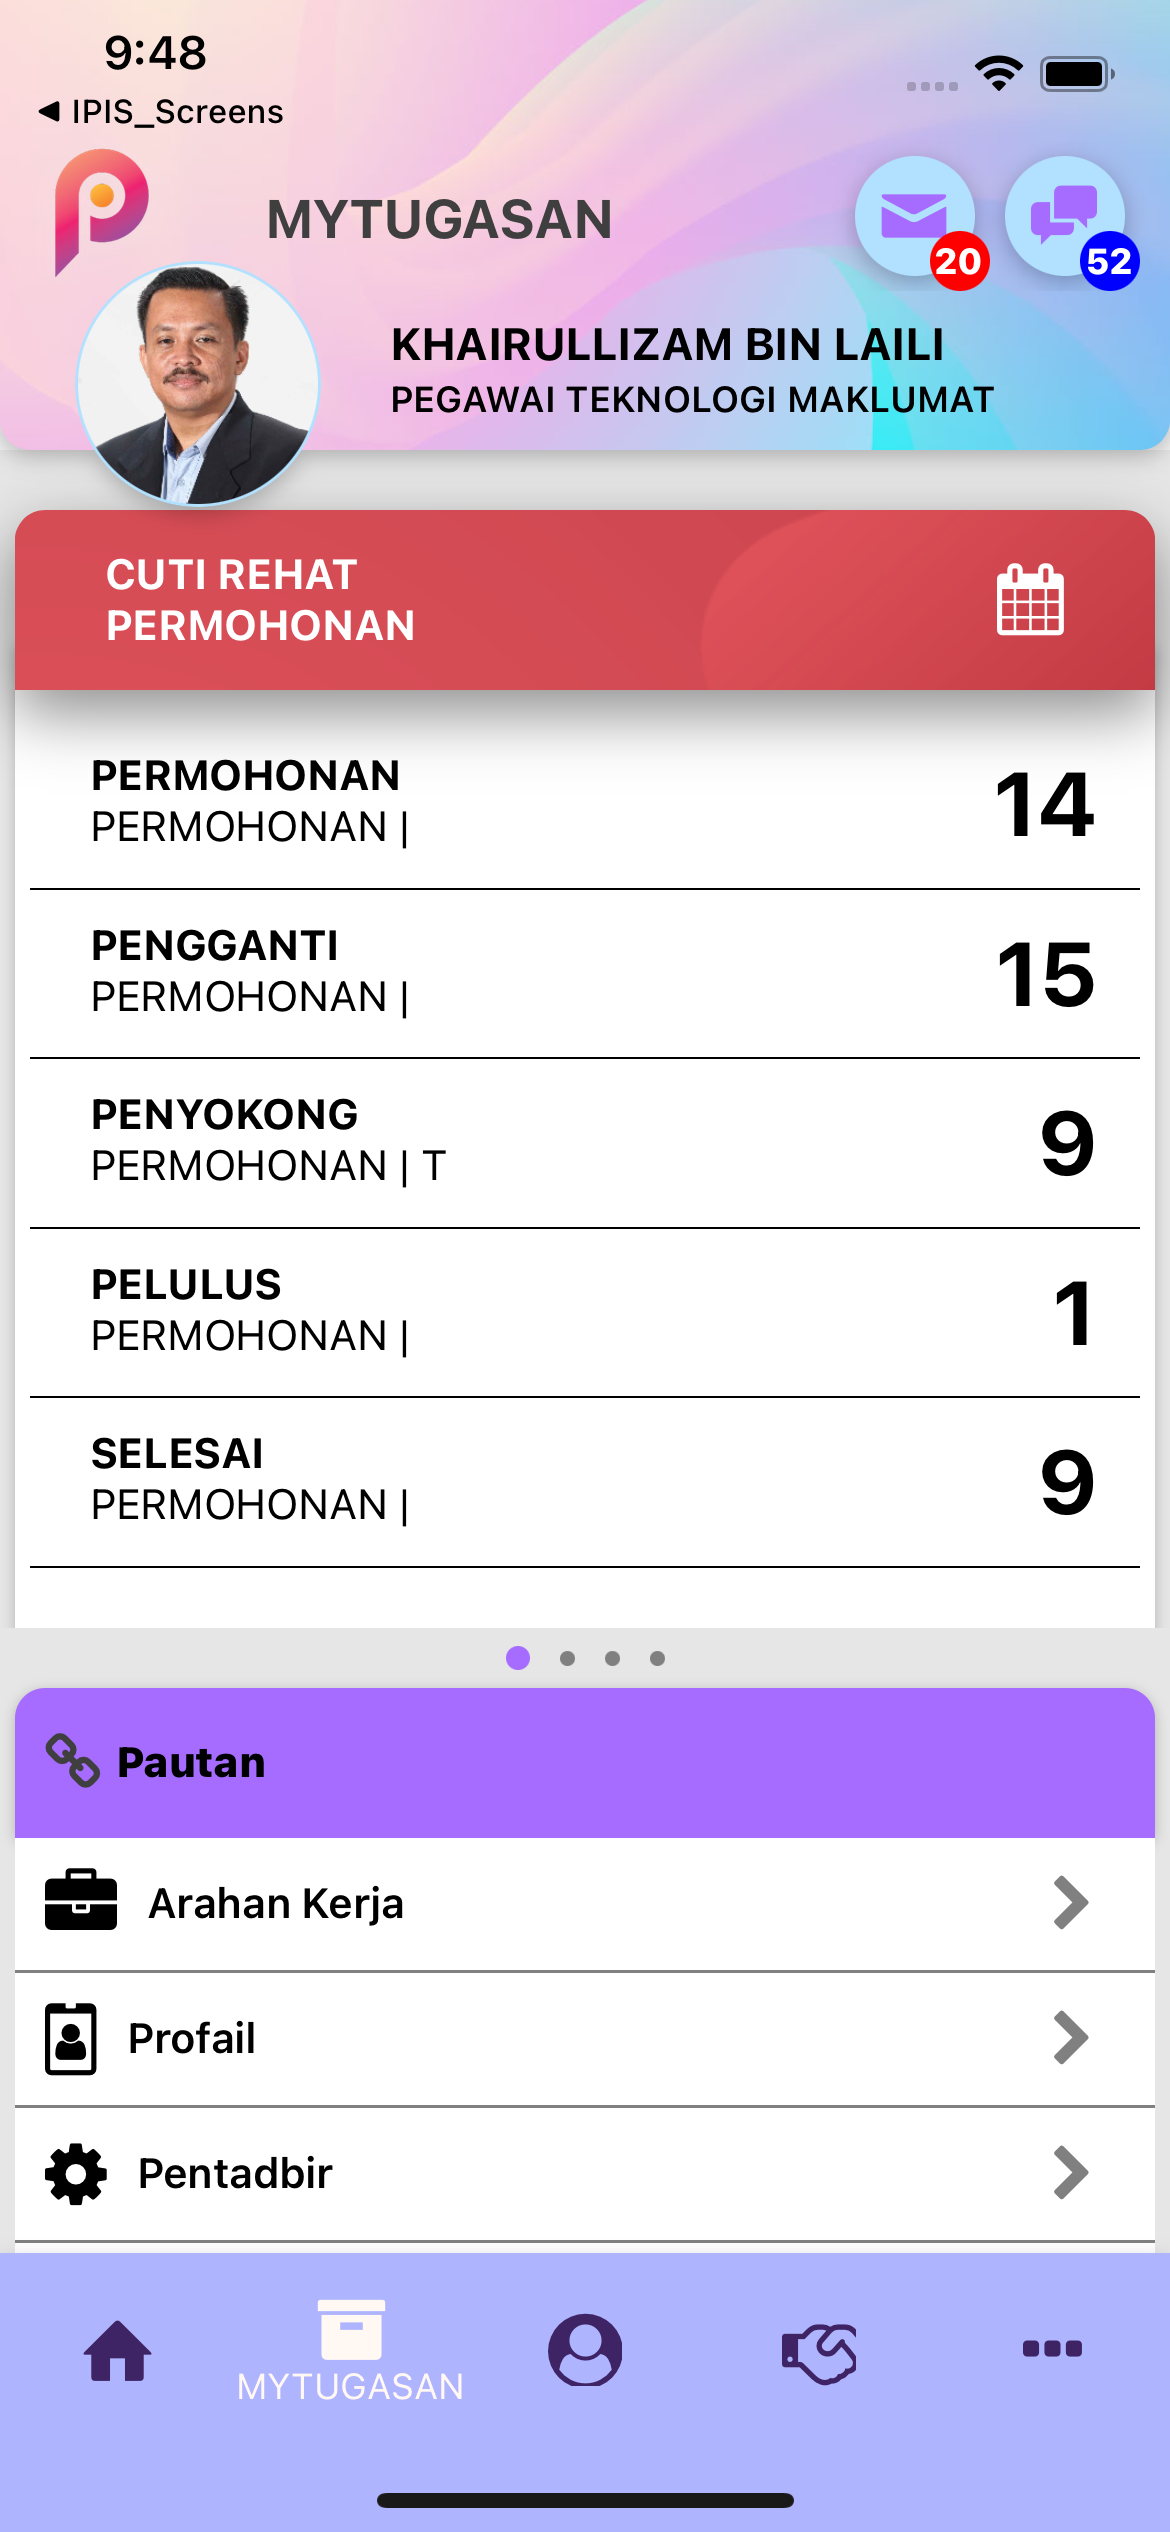 9:48
◀ IPIS_Screens
MYTUGASAN
20
52
KHAIRULLIZAM BIN LAILI
PEGAWAI TEKNOLOGI MAKLUMAT
CUTI REHAT
PERMOHONAN
PERMOHONAN
PERMOHONAN |
14
PENGGANTI
PERMOHONAN |
15
PENYOKONG
PERMOHONAN | T
9
PELULUS
PERMOHONAN |
1
SELESAI
PERMOHONAN |
9
Pautan
Arahan Kerja
Profail
Pentadbir
MYTUGASAN